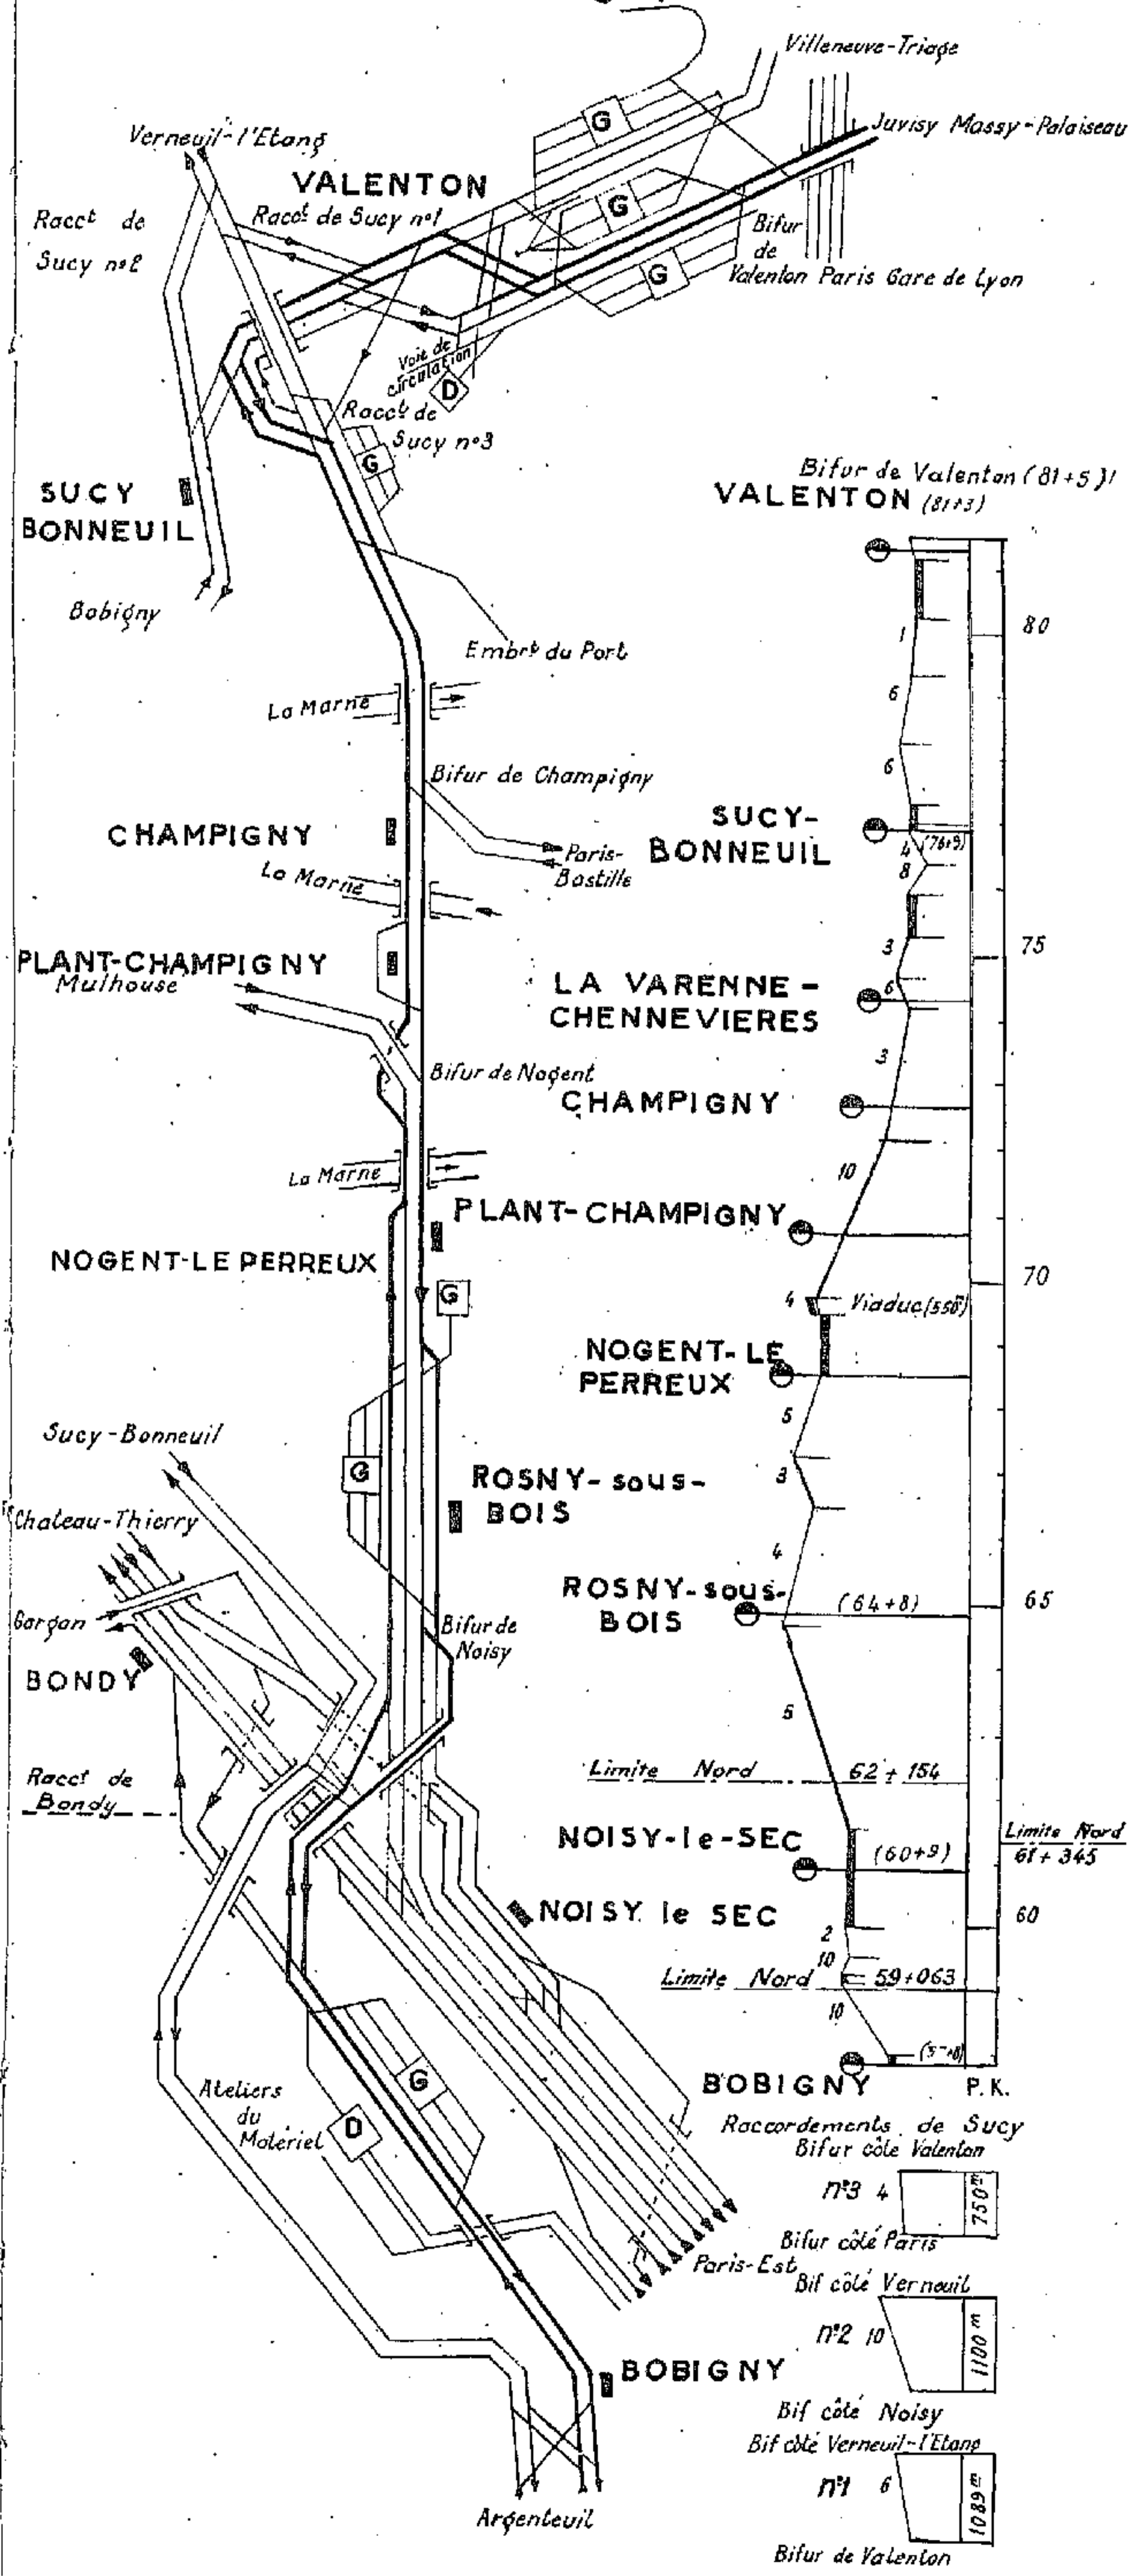 Villeneuve-Triage
Juvisy Massy-Palaiseau
Verneuil-l'Etang
VALENTON
Racct de Sucy n°1
Racct de
Sucy n°2
G
G
G
Bifur
de
Valenton Paris Gare de Lyon
Voie de
circulation
D
Racct de
Sucy n°3
G
SUCY
BONNEUIL
Bobigny
Embrt du Port
La Marne
Bifur de Champigny
CHAMPIGNY
Paris-
Bastille
La Marne
PLANT-CHAMPIGNY
Mulhouse
Bifur de Nogent
La Marne
NOGENT-LE PERREUX
G
Sucy-Bonneuil
G
ROSNY-sous-
BOIS
Chateau-Thierry
Gargan
BONDY
Bifur de
Noisy
Racct de
Bondy
NOISY le SEC
Ateliers
du
Matériel
G
D
Paris-Est
BOBIGNY
Argenteuil
Bifur de Valenton (81+5)
VALENTON (81+3)
80
1
6
6
SUCY-
BONNEUIL
(76+9)
4
8
75
3
LA VARENNE-
CHENNEVIERES
6
3
CHAMPIGNY
10
PLANT-CHAMPIGNY
70
4
Viaduc
NOGENT-LE
PERREUX
5
3
4
ROSNY-sous-
BOIS
(64+8)
65
5
Limite Nord 62+154
NOISY-le-SEC
(60+9)
Limite Nord
61+345
60
2
10
Limite Nord 59+063
10
BOBIGNY
P.K.
Raccordements de Sucy
Bifur côté Valenton
n°3 4
750m
Bifur côté Paris
Bif côté Verneuil
n°2 10
1100m
Bif côté Noisy
Bif côté Verneuil-l'Etang
n°1 6
1089m
Bifur de Valenton